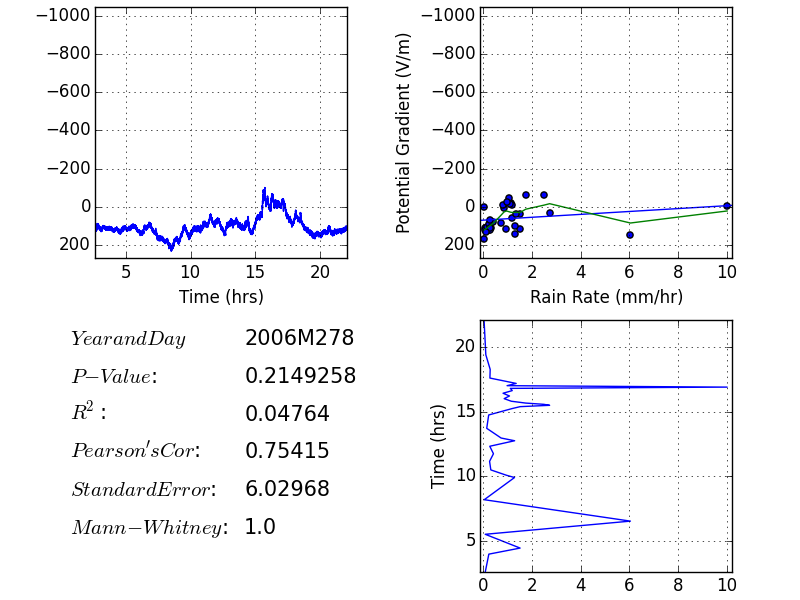 −1000
−800
−600
−400
−200
0
200
5 10 15 20
Time (hrs)
Potential Gradient (V/m)
−1000
−800
−600
−400
−200
0
200
0 2 4 6 8 10
Rain Rate (mm/hr)
YearandDay 2006M278
P−Value: 0.2149258
R²: 0.04764
Pearson'sCor: 0.75415
StandardError: 6.02968
Mann−Whitney: 1.0
Time (hrs)
20
15
10
5
0 2 4 6 8 10